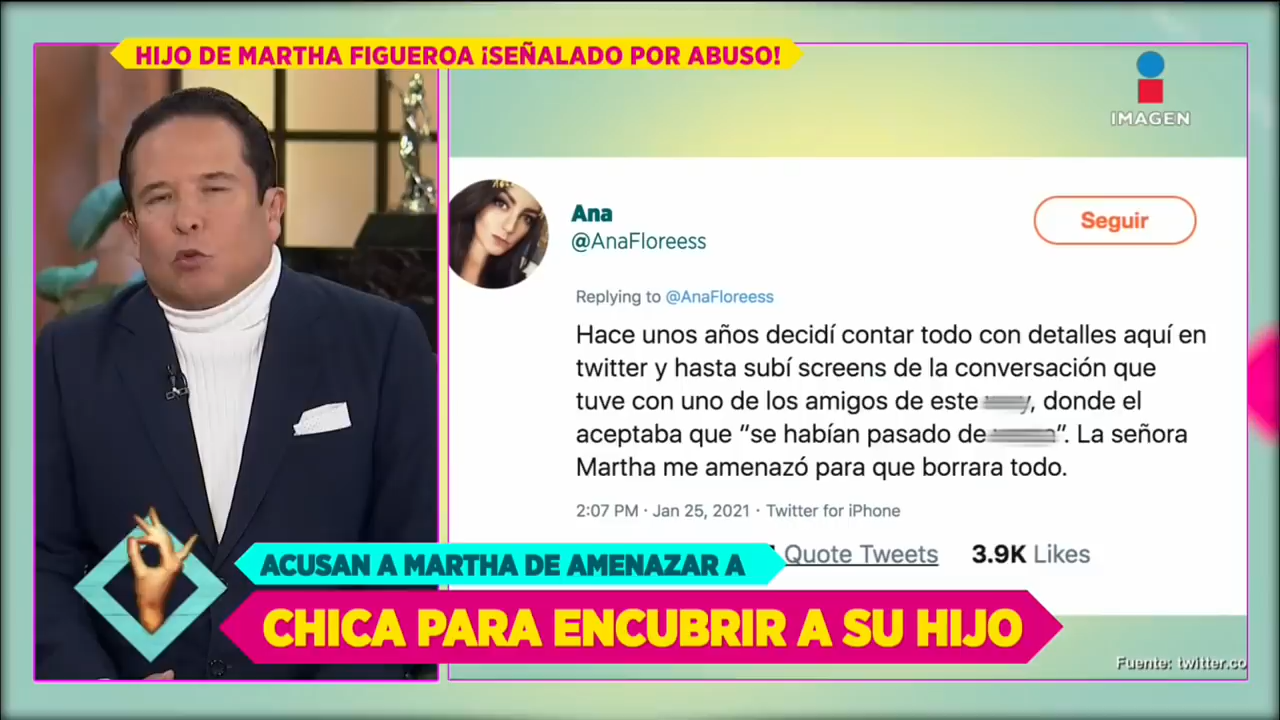 HIJO DE MARTHA FIGUEROA ¡SEÑALADO POR ABUSO!
IMAGEN
Ana
@AnaFloreess
Seguir
Replying to @AnaFloreess
Hace unos años decidí contar todo con detalles aquí en
twitter y hasta subí screens de la conversación que
tuve con uno de los amigos de este , donde el
aceptaba que “se habían pasado de ”. La señora
Martha me amenazó para que borrara todo.
2:07 PM · Jan 25, 2021 · Twitter for iPhone
Quote Tweets 3.9K Likes
ACUSAN A MARTHA DE AMENAZAR A
CHICA PARA ENCUBRIR A SU HIJO
Fuente: twitter.co